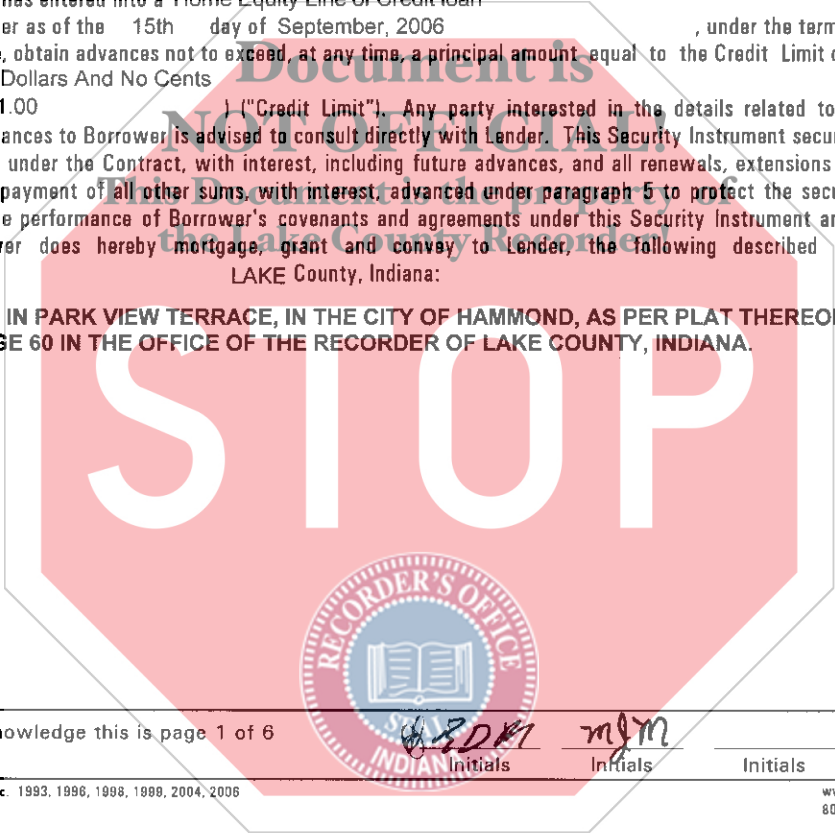 has entered into a Home Equity Line of Credit loan
er as of the 15th day of September, 2006 , under the term
, obtain advances not to exceed, at any time, a principal amount equal to the Credit Limit o
Dollars And No Cents
1.00 ) ("Credit Limit"). Any party interested in the details related to
ances to Borrower is advised to consult directly with Lender. This Security Instrument secur
under the Contract, with interest, including future advances, and all renewals, extensions
payment of all other sums, with interest, advanced under paragraph 5 to protect the secu
e performance of Borrower's covenants and agreements under this Security Instrument an
er does hereby mortgage, grant and convey to Lender, the following described
LAKE County, Indiana:
Document is
NOT OFFICIAL!
This Document is the property of
the Lake County Recorder!
IN PARK VIEW TERRACE, IN THE CITY OF HAMMOND, AS PER PLAT THEREO
GE 60 IN THE OFFICE OF THE RECORDER OF LAKE COUNTY, INDIANA.
STOP
RECORDER'S OFFICE
SEAL
INDIANA
nowledge this is page 1 of 6
EDM mJM
Initials Initials Initials
c. 1993, 1996, 1998, 1999, 2004, 2006
ww
80